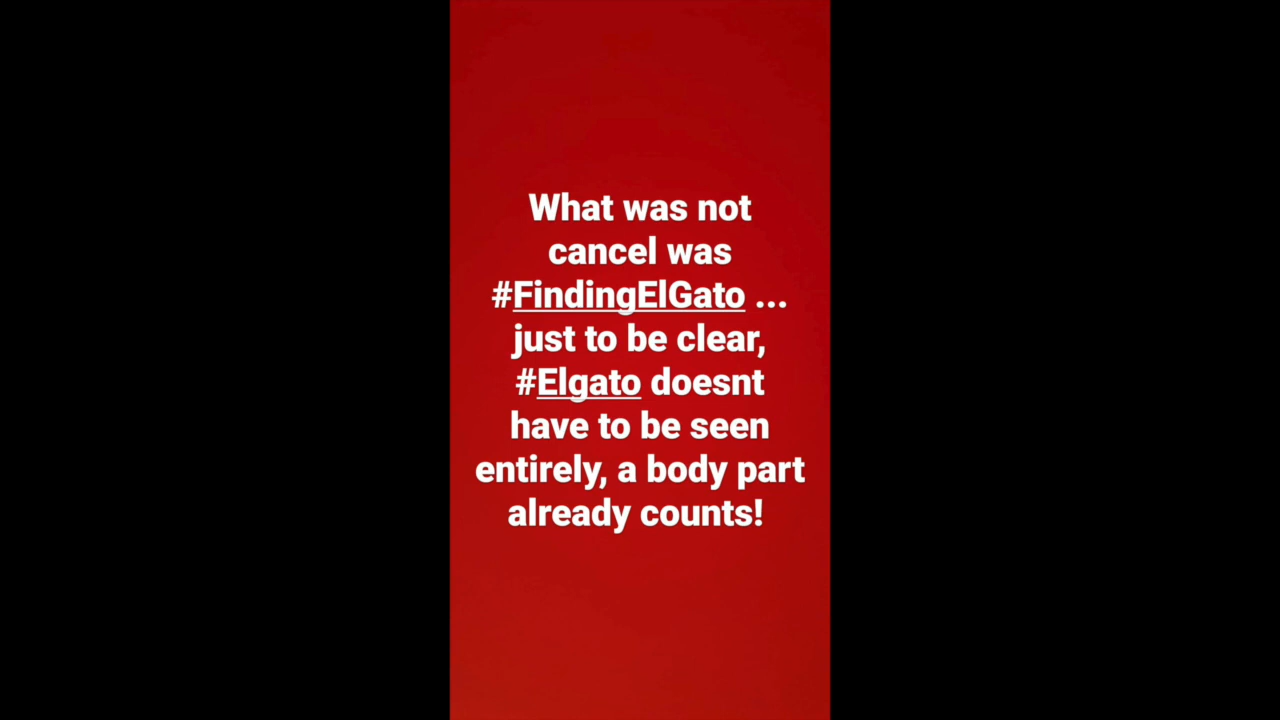 What was not
cancel was
#FindingElGato ...
just to be clear,
#Elgato doesnt
have to be seen
entirely, a body part
already counts!